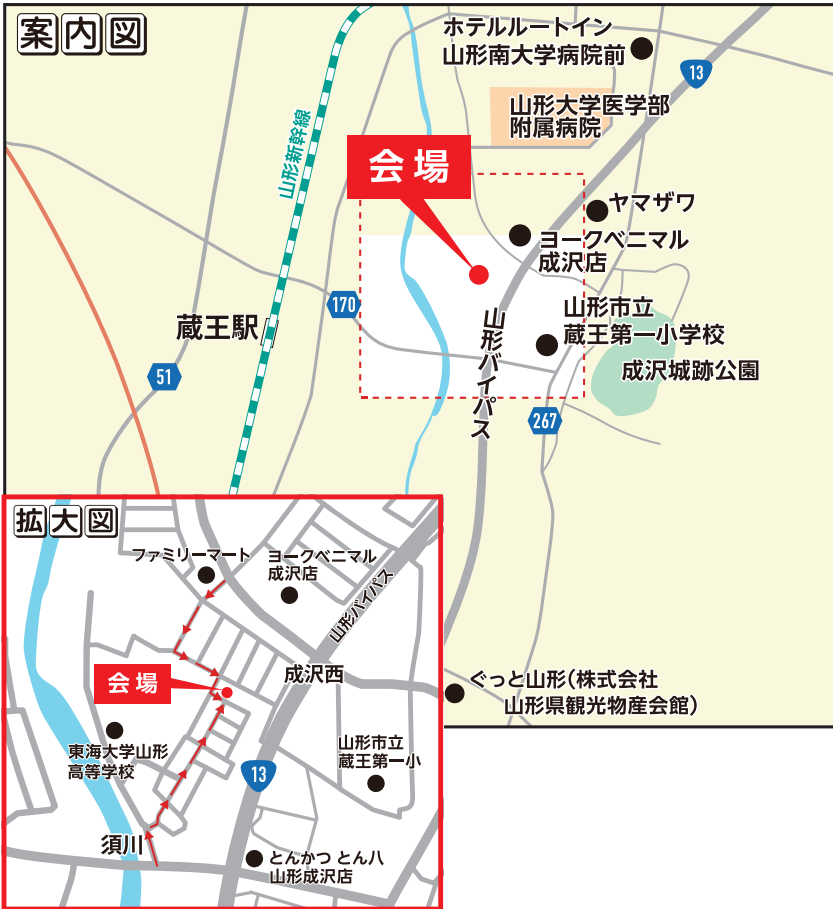 案内図
ホテルルートイン
山形南大学病院前
13
山形大学医学部
附属病院
山形新幹線
会場
ヤマザワ
ヨークベニマル
成沢店
170
蔵王駅
山形バイパス
山形市立
蔵王第一小学校
成沢城跡公園
51
267
拡大図
ファミリーマート
ヨークベニマル
成沢店
山形バイパス
成沢西
会場
ぐっと山形(株式会社
山形県観光物産会館)
東海大学山形
高等学校
山形市立
蔵王第一小
13
須川
とんかつ とん八
山形成沢店